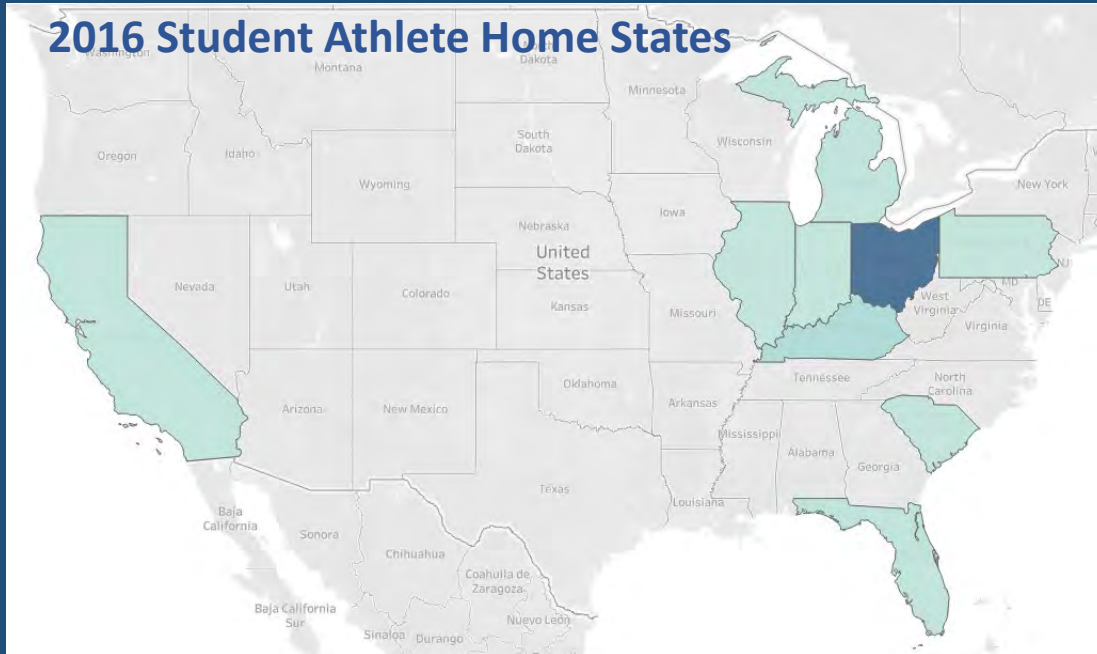 2016 Student Athlete Home States
Washington
Montana
North
Dakota
Minnesota
Oregon
Idaho
South
Dakota
Wisconsin
Wyoming
New York
Iowa
Nebraska
United
States
Nevada
Utah
Colorado
Kansas
Missouri
West
Virginia
MD
NJ
DE
Virginia
Arizona
New Mexico
Oklahoma
Arkansas
Tennessee
North
Carolina
Mississippi
Alabama
Georgia
Texas
Louisiana
Baja
California
Sonora
Chihuahua
Coahuila de
Zaragoza
Baja California
Sur
Sinaloa
Durango
Nuevo León